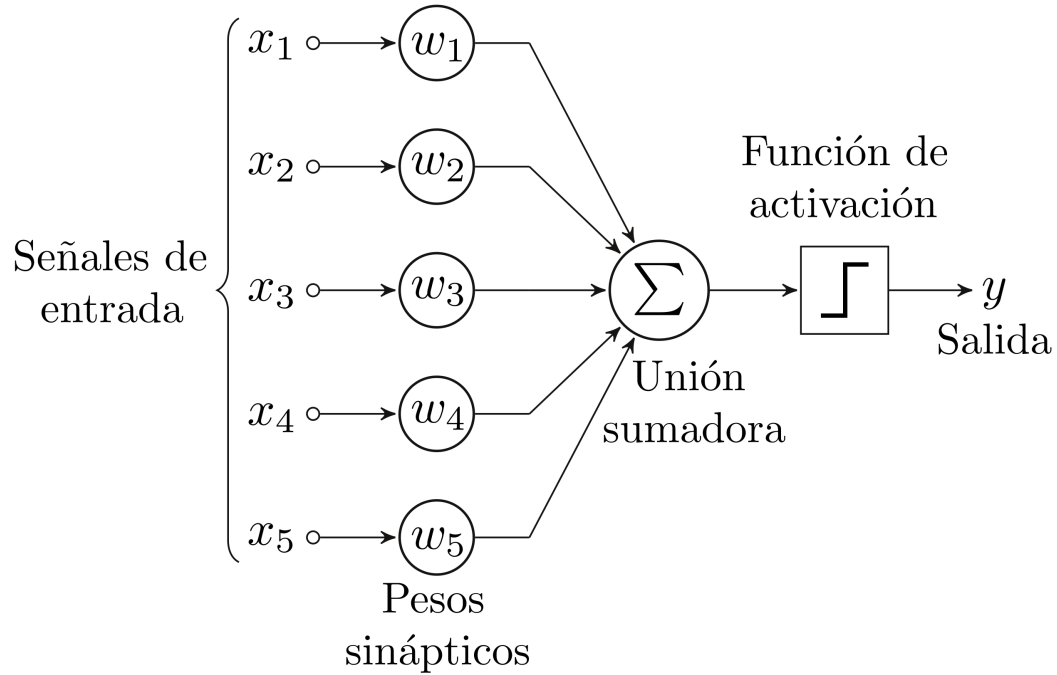 x₁ w₁
x₂ w₂
Función de
activación
Señales de
entrada
x₃ w₃ Σ y
Salida
Unión
sumadora
x₄ w₄
x₅ w₅
Pesos
sinápticos